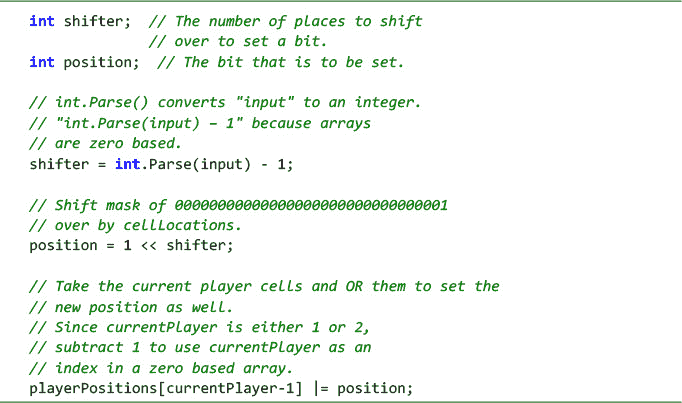 int shifter;  // The number of places to shift
// over to set a bit.
int position;  // The bit that is to be set.
// int.Parse() converts "input" to an integer.
// "int.Parse(input) – 1" because arrays
// are zero based.
shifter = int.Parse(input) - 1;
// Shift mask of 00000000000000000000000000000001
// over by cellLocations.
position = 1 << shifter;
// Take the current player cells and OR them to set the
// new position as well.
// Since currentPlayer is either 1 or 2,
// subtract 1 to use currentPlayer as an
// index in a zero based array.
playerPositions[currentPlayer-1] |= position;